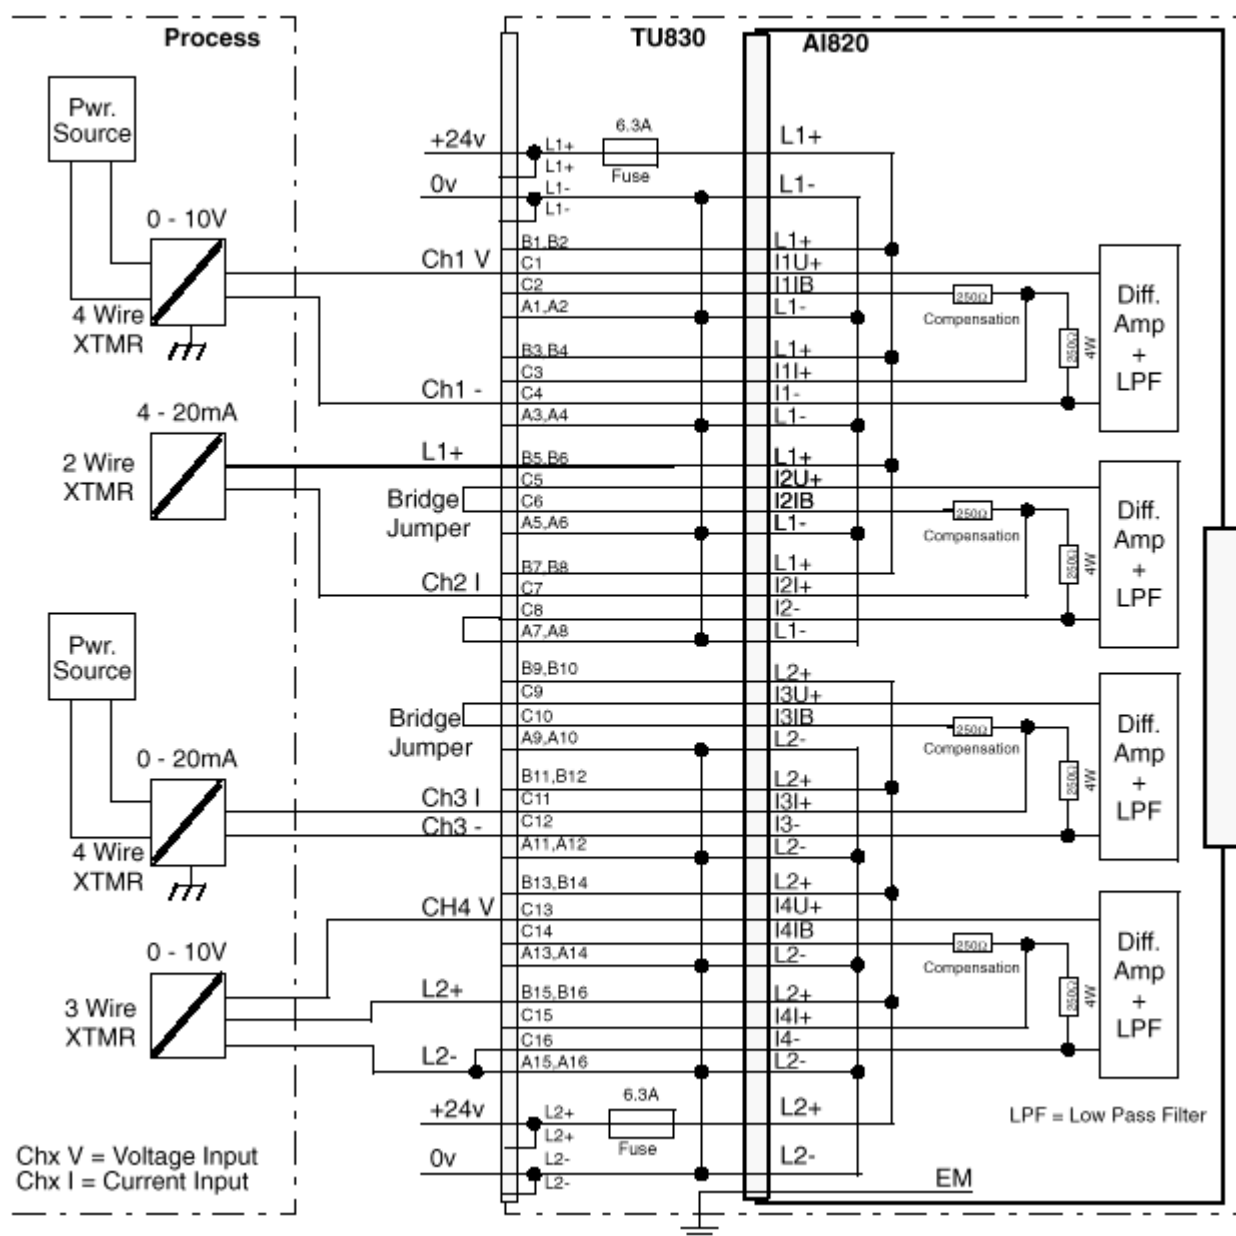 Process
TU830
AI820
Pwr.
Source
6.3A
+24v
L1+
L1+
L1+
Fuse
0v
L1-
L1-
L1-
0 - 10V
B1,B2
L1+
Ch1 V
C1
I1U+
C2
I1IB
250Ω
Compensation
A1,A2
L1-
250Ω
4W
Diff.
Amp
+
LPF
4 Wire
XTMR
B3,B4
L1+
C3
I1I+
Ch1 -
C4
I1-
A3,A4
L1-
4 - 20mA
2 Wire
XTMR
L1+
B5,B6
L1+
C5
I2U+
Bridge
Jumper
C6
I2IB
250Ω
Compensation
A5,A6
L1-
250Ω
4W
Diff.
Amp
+
LPF
B7,B8
L1+
Ch2 I
C7
I2I+
C8
I2-
A7,A8
L1-
Pwr.
Source
B9,B10
L2+
C9
I3U+
Bridge
Jumper
C10
I3IB
250Ω
Compensation
A9,A10
L2-
250Ω
4W
Diff.
Amp
+
LPF
0 - 20mA
B11,B12
L2+
Ch3 I
C11
I3I+
Ch3 -
C12
I3-
A11,A12
L2-
4 Wire
XTMR
B13,B14
L2+
CH4 V
C13
I4U+
C14
I4IB
250Ω
Compensation
A13,A14
L2-
250Ω
4W
Diff.
Amp
+
LPF
0 - 10V
3 Wire
XTMR
L2+
B15,B16
L2+
C15
I4I+
C16
I4-
L2-
A15,A16
L2-
6.3A
+24v
L2+
L2+
L2+
Fuse
LPF = Low Pass Filter
0v
L2-
L2-
L2-
EM
Chx V = Voltage Input
Chx I = Current Input